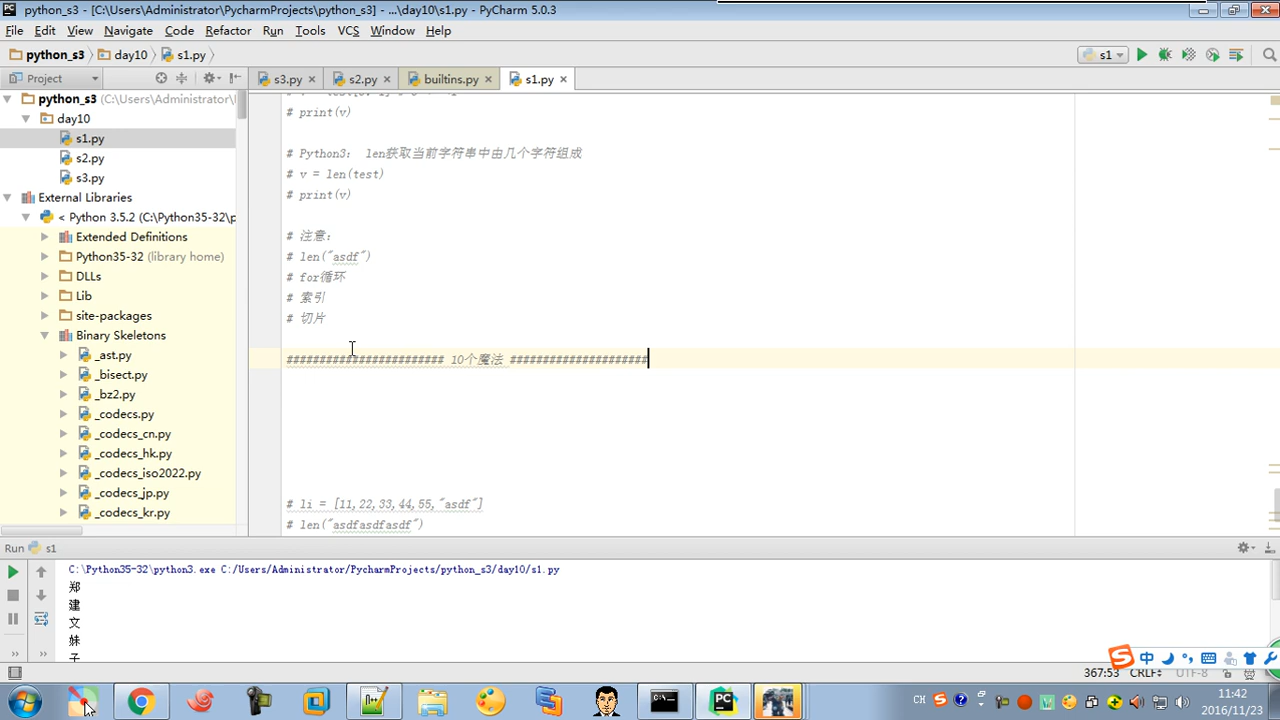 python_s3 - [C:\Users\Administrator\PycharmProjects\python_s3] - ...\day10\s1.py - PyCharm 5.0.3
File Edit View Navigate Code Refactor Run Tools VCS Window Help
python_s3 day10 s1.py s1
Project s3.py s2.py builtins.py s1.py
python_s3 (C:\Users\Administrator\
day10
s1.py
s2.py
s3.py
External Libraries
< Python 3.5.2 (C:\Python35-32\p
Extended Definitions
Python35-32 (library home)
DLLs
Lib
site-packages
Binary Skeletons
_ast.py
_bisect.py
_bz2.py
_codecs.py
_codecs_cn.py
_codecs_hk.py
_codecs_iso2022.py
_codecs_jp.py
_codecs_kr.py
# print(v)
# Python3: len获取当前字符串中由几个字符组成
# v = len(test)
# print(v)
# 注意:
# len("asdf")
# for循环
# 索引
# 切片
######################## 10个魔法 #####################
# li = [11,22,33,44,55,"asdf"]
# len("asdfasdfasdf")
Run s1
C:\Python35-32\python3.exe C:/Users/Administrator/PycharmProjects/python_s3/day10/s1.py
郑
建
文
妹
子
中
367:53 CRLF UTF-8
CH 11:42
2016/11/23